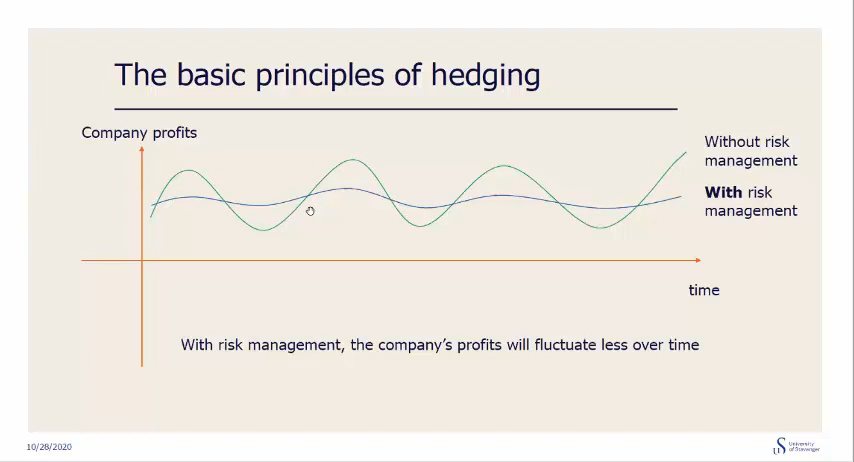 The basic principles of hedging
Company profits
Without risk
management
With risk
management
time
With risk management, the company's profits will fluctuate less over time
10/28/2020
US
University
of Stavanger